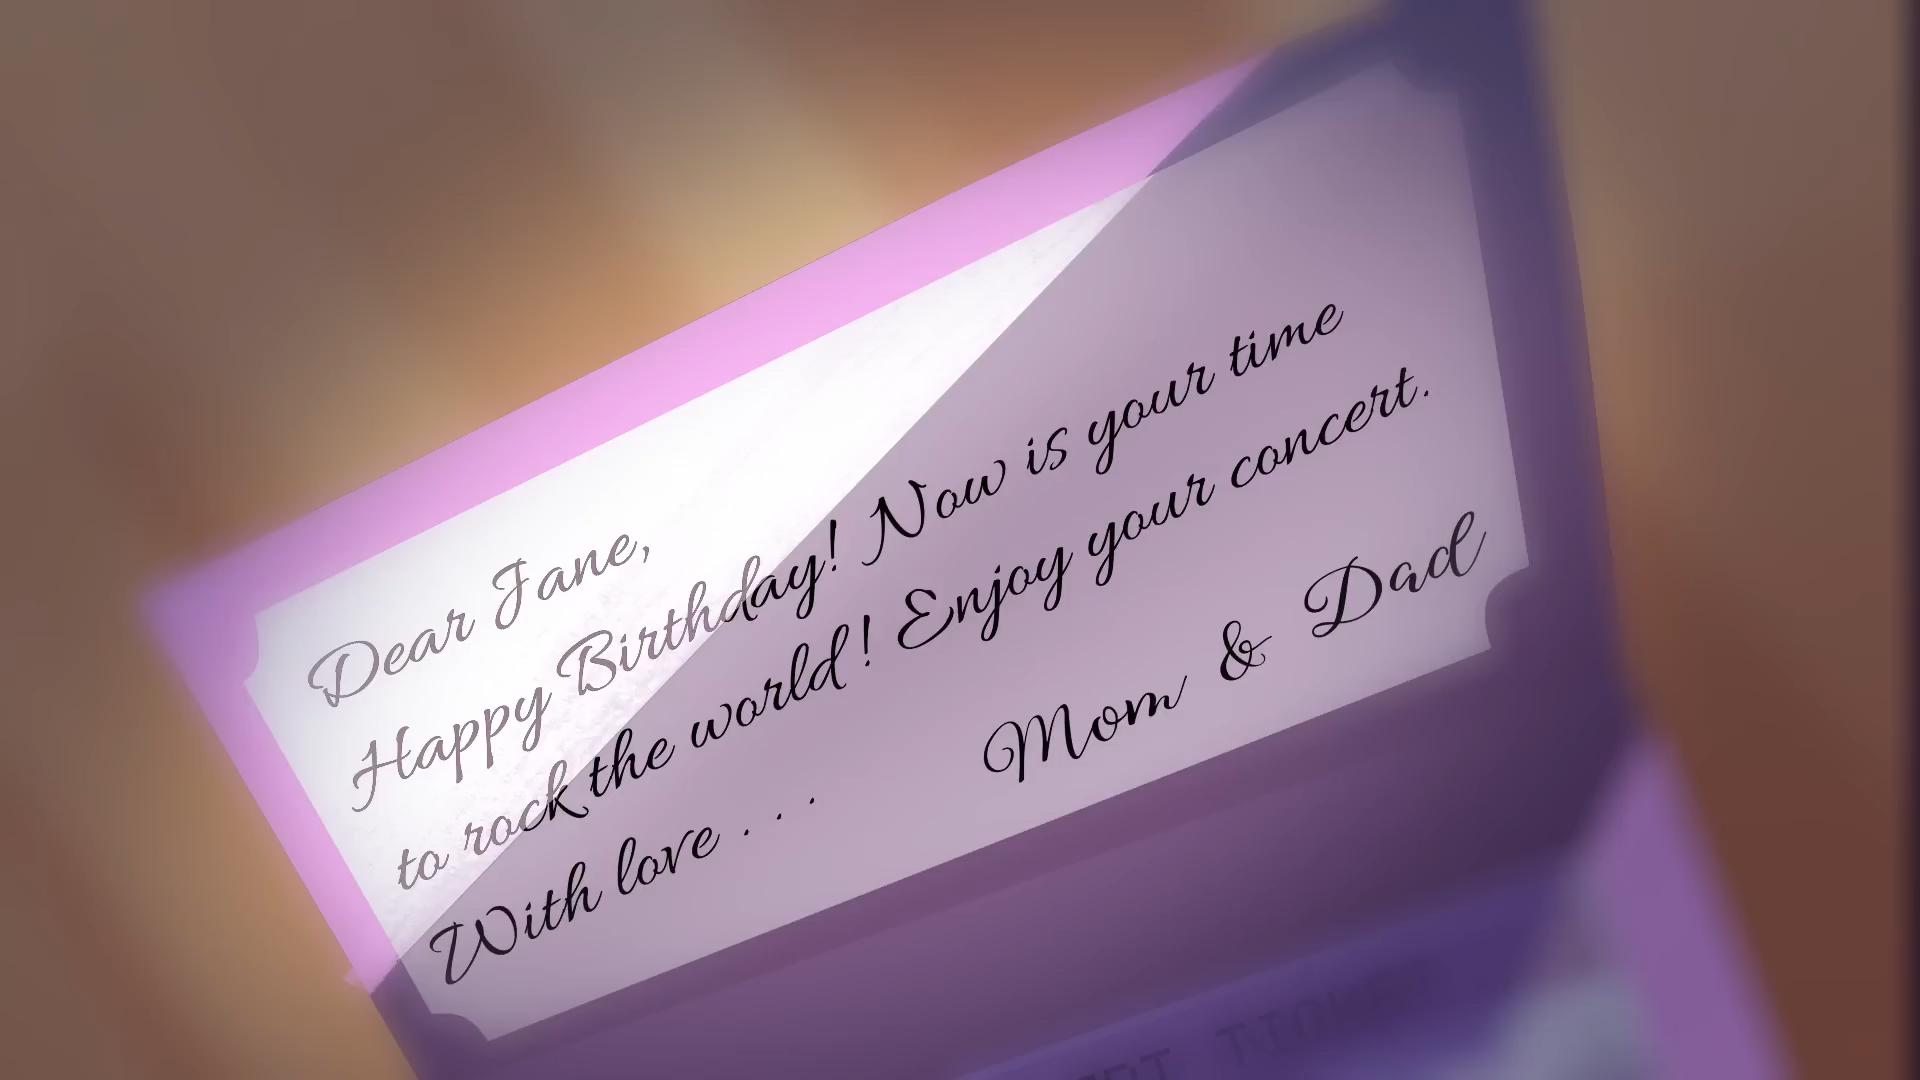 Dear Jane,
Happy Birthday! Now is your time
to rock the world! Enjoy your concert.
With love . . .
Mom & Dad